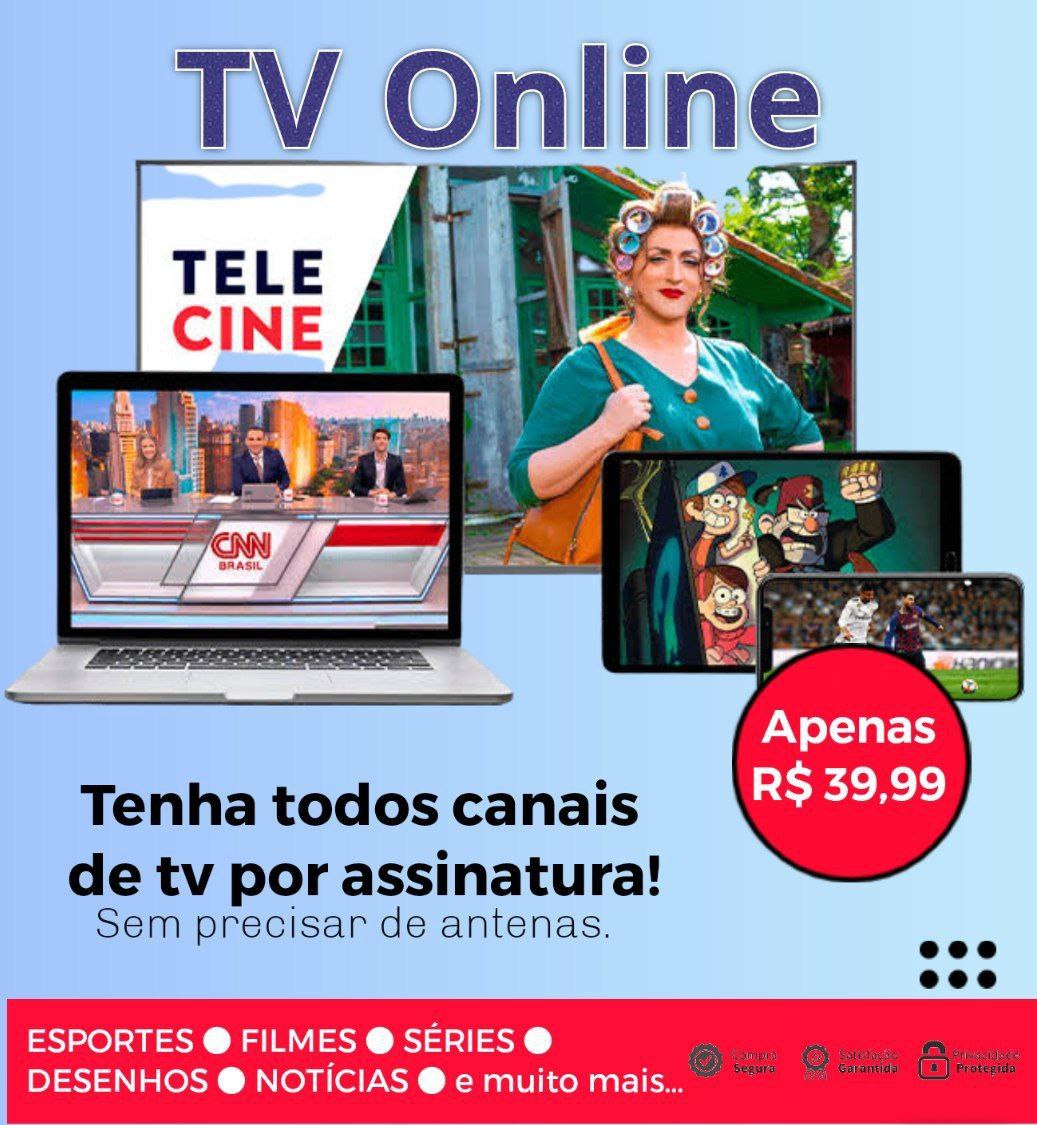 TV Online
TELE
CINE
CNN
BRASIL
Apenas
R$ 39,99
Tenha todos canais
de tv por assinatura!
Sem precisar de antenas.
ESPORTES ● FILMES ● SÉRIES ●
DESENHOS ● NOTÍCIAS ● e muito mais...
Compra
Segura
Satisfação
Garantida
Privacidade
Protegida